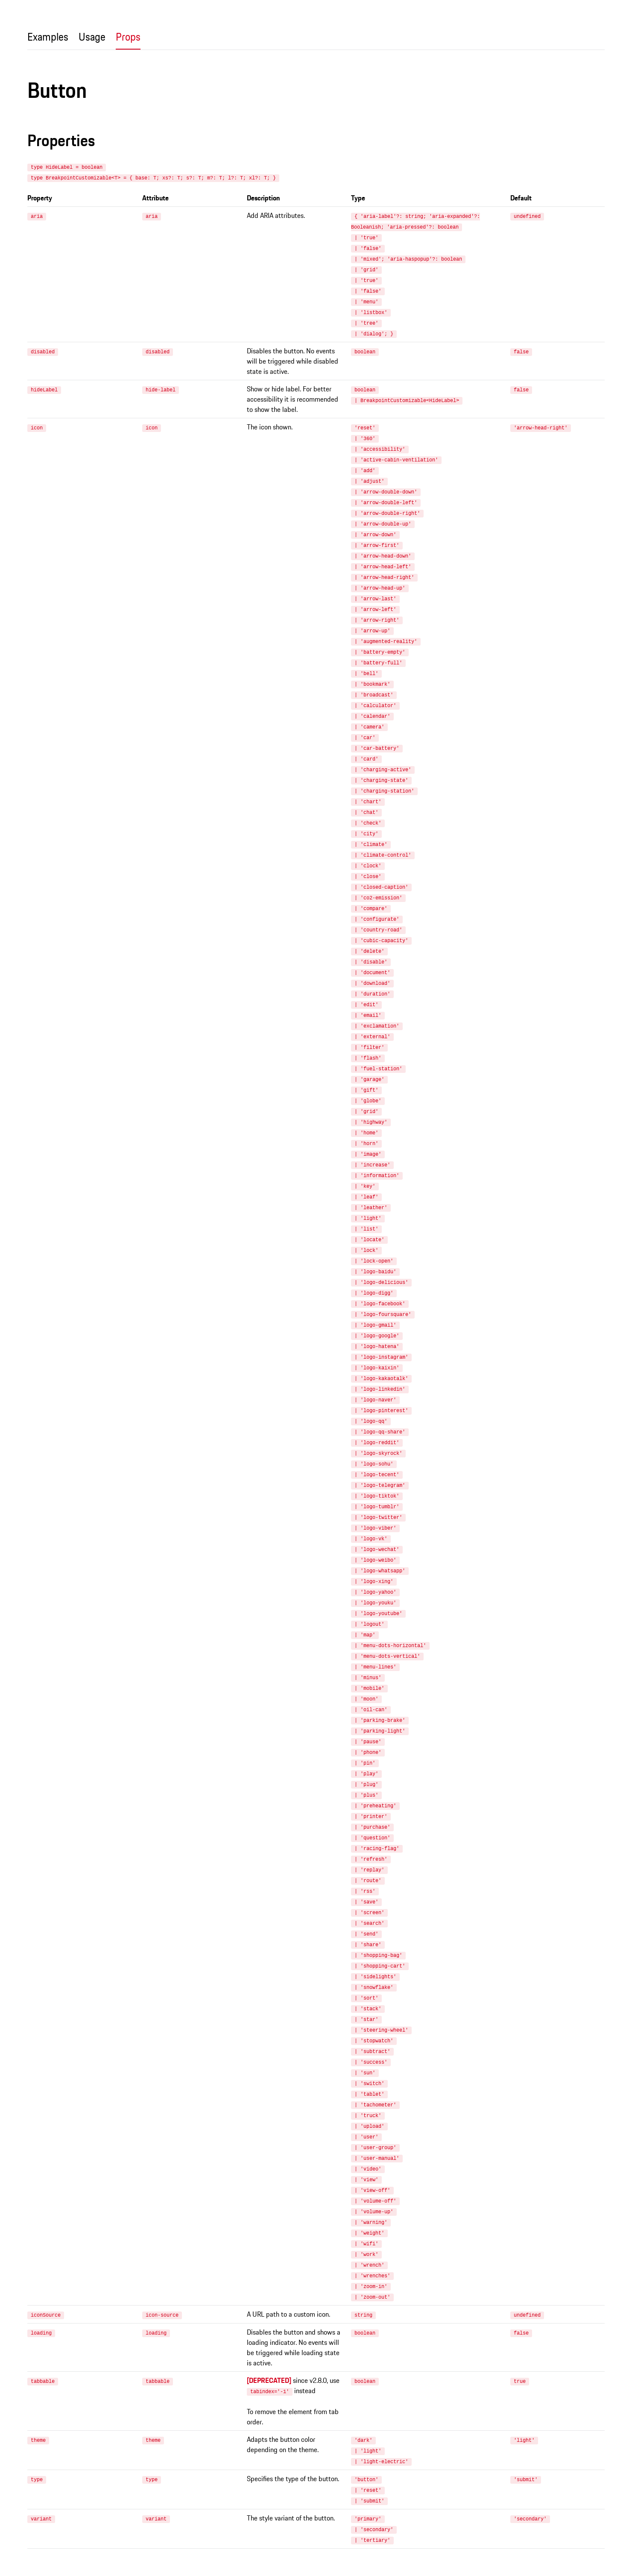 Examples Usage Props
Button
Properties
type HideLabel = boolean
type BreakpointCustomizable<T> = { base: T; xs?: T; s?: T; m?: T; l?: T; xl?: T; }
Property Attribute Description Type Default
aria aria Add ARIA attributes. { 'aria-label'?: string; 'aria-expanded'?: undefined
Booleanish; 'aria-pressed'?: boolean
| 'true'
| 'false'
| 'mixed'; 'aria-haspopup'?: boolean
| 'grid'
| 'true'
| 'false'
| 'menu'
| 'listbox'
| 'tree'
| 'dialog'; }
disabled disabled Disables the button. No events boolean false
will be triggered while disabled
state is active.
hideLabel hide-label Show or hide label. For better boolean false
accessibility it is recommended | BreakpointCustomizable<HideLabel>
to show the label.
icon icon The icon shown. 'reset' 'arrow-head-right'
| '360'
| 'accessibility'
| 'active-cabin-ventilation'
| 'add'
| 'adjust'
| 'arrow-double-down'
| 'arrow-double-left'
| 'arrow-double-right'
| 'arrow-double-up'
| 'arrow-down'
| 'arrow-first'
| 'arrow-head-down'
| 'arrow-head-left'
| 'arrow-head-right'
| 'arrow-head-up'
| 'arrow-last'
| 'arrow-left'
| 'arrow-right'
| 'arrow-up'
| 'augmented-reality'
| 'battery-empty'
| 'battery-full'
| 'bell'
| 'bookmark'
| 'broadcast'
| 'calculator'
| 'calendar'
| 'camera'
| 'car'
| 'car-battery'
| 'card'
| 'charging-active'
| 'charging-state'
| 'charging-station'
| 'chart'
| 'chat'
| 'check'
| 'city'
| 'climate'
| 'climate-control'
| 'clock'
| 'close'
| 'closed-caption'
| 'co2-emission'
| 'compare'
| 'configurate'
| 'country-road'
| 'cubic-capacity'
| 'delete'
| 'disable'
| 'document'
| 'download'
| 'duration'
| 'edit'
| 'email'
| 'exclamation'
| 'external'
| 'filter'
| 'flash'
| 'fuel-station'
| 'garage'
| 'gift'
| 'globe'
| 'grid'
| 'highway'
| 'home'
| 'horn'
| 'image'
| 'increase'
| 'information'
| 'key'
| 'leaf'
| 'leather'
| 'light'
| 'list'
| 'locate'
| 'lock'
| 'lock-open'
| 'logo-baidu'
| 'logo-delicious'
| 'logo-digg'
| 'logo-facebook'
| 'logo-foursquare'
| 'logo-gmail'
| 'logo-google'
| 'logo-hatena'
| 'logo-instagram'
| 'logo-kaixin'
| 'logo-kakaotalk'
| 'logo-linkedin'
| 'logo-naver'
| 'logo-pinterest'
| 'logo-qq'
| 'logo-qq-share'
| 'logo-reddit'
| 'logo-skyrock'
| 'logo-sohu'
| 'logo-tecent'
| 'logo-telegram'
| 'logo-tiktok'
| 'logo-tumblr'
| 'logo-twitter'
| 'logo-viber'
| 'logo-vk'
| 'logo-wechat'
| 'logo-weibo'
| 'logo-whatsapp'
| 'logo-xing'
| 'logo-yahoo'
| 'logo-youku'
| 'logo-youtube'
| 'logout'
| 'map'
| 'menu-dots-horizontal'
| 'menu-dots-vertical'
| 'menu-lines'
| 'minus'
| 'mobile'
| 'moon'
| 'oil-can'
| 'parking-brake'
| 'parking-light'
| 'pause'
| 'phone'
| 'pin'
| 'play'
| 'plug'
| 'plus'
| 'preheating'
| 'printer'
| 'purchase'
| 'question'
| 'racing-flag'
| 'refresh'
| 'replay'
| 'route'
| 'rss'
| 'save'
| 'screen'
| 'search'
| 'send'
| 'share'
| 'shopping-bag'
| 'shopping-cart'
| 'sidelights'
| 'snowflake'
| 'sort'
| 'stack'
| 'star'
| 'steering-wheel'
| 'stopwatch'
| 'subtract'
| 'success'
| 'sun'
| 'switch'
| 'tablet'
| 'tachometer'
| 'truck'
| 'upload'
| 'user'
| 'user-group'
| 'user-manual'
| 'video'
| 'view'
| 'view-off'
| 'volume-off'
| 'volume-up'
| 'warning'
| 'weight'
| 'wifi'
| 'work'
| 'wrench'
| 'wrenches'
| 'zoom-in'
| 'zoom-out'
iconSource icon-source A URL path to a custom icon. string undefined
loading loading Disables the button and shows a boolean false
loading indicator. No events will
be triggered while loading state
is active.
tabbable tabbable [DEPRECATED] since v2.8.0, use boolean true
tabindex='-1' instead
To remove the element from tab
order.
theme theme Adapts the button color 'dark' 'light'
depending on the theme. | 'light'
| 'light-electric'
type type Specifies the type of the button. 'button' 'submit'
| 'reset'
| 'submit'
variant variant The style variant of the button. 'primary' 'secondary'
| 'secondary'
| 'tertiary'